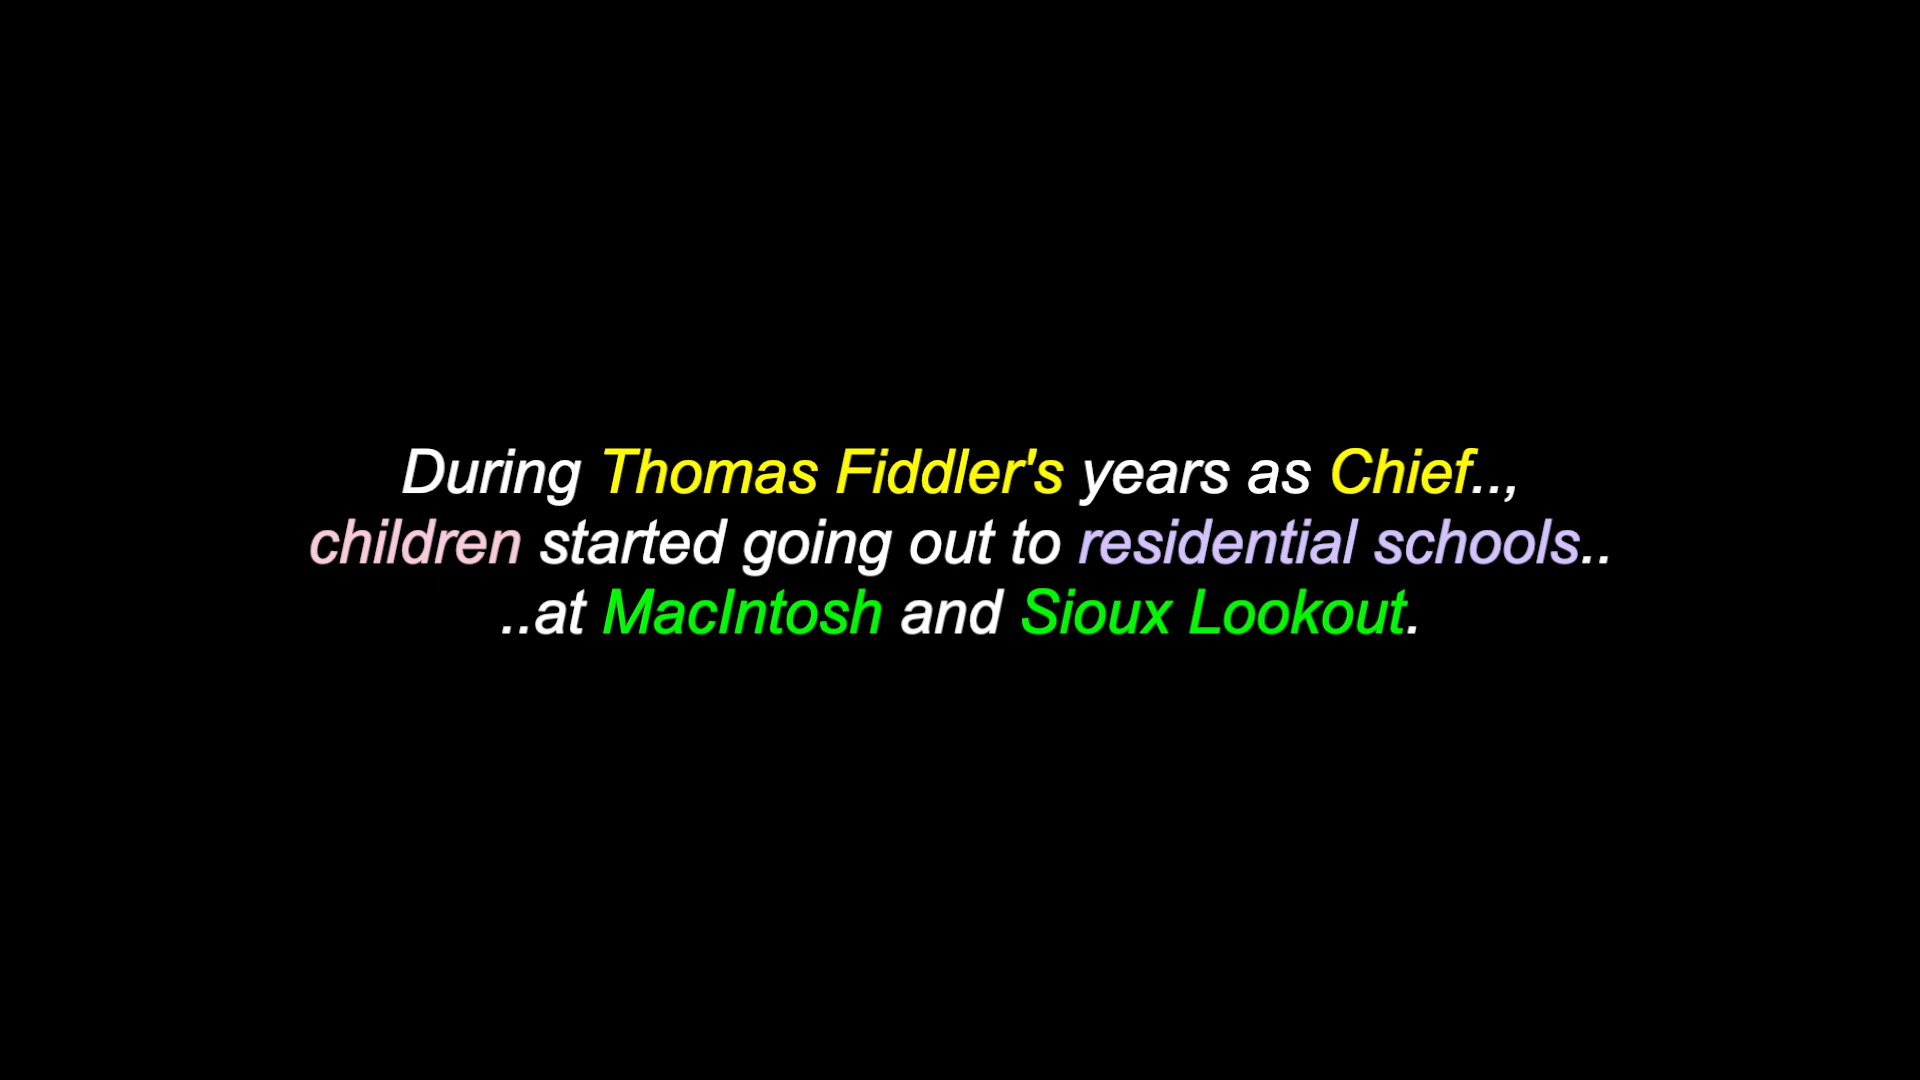 During Thomas Fiddler's years as Chief..,
children started going out to residential schools..
..at MacIntosh and Sioux Lookout.